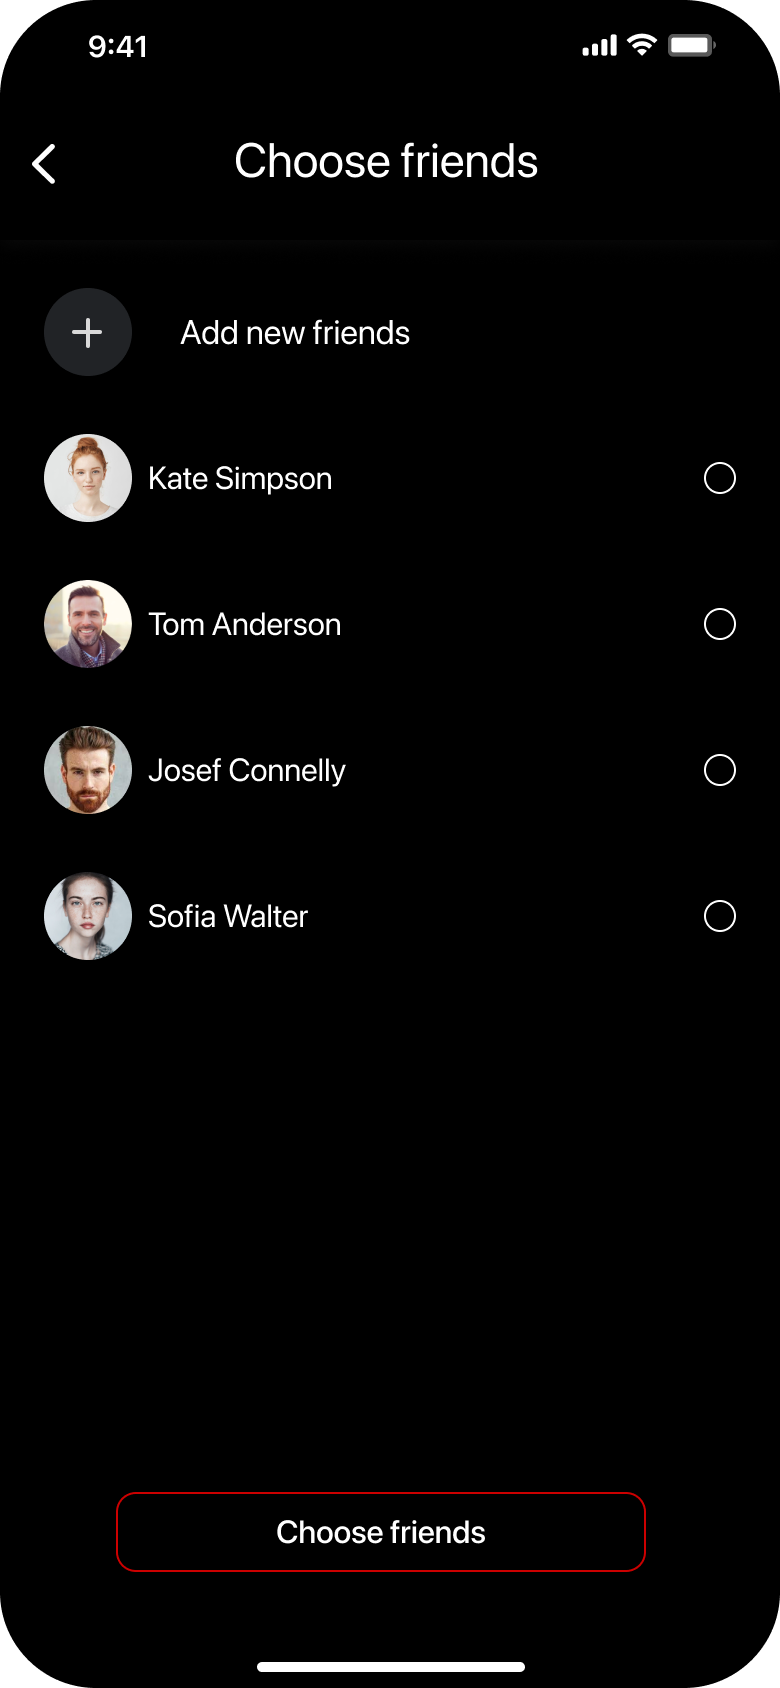 9:41
Choose friends
Add new friends
Kate Simpson
Tom Anderson
Josef Connelly
Sofia Walter
Choose friends